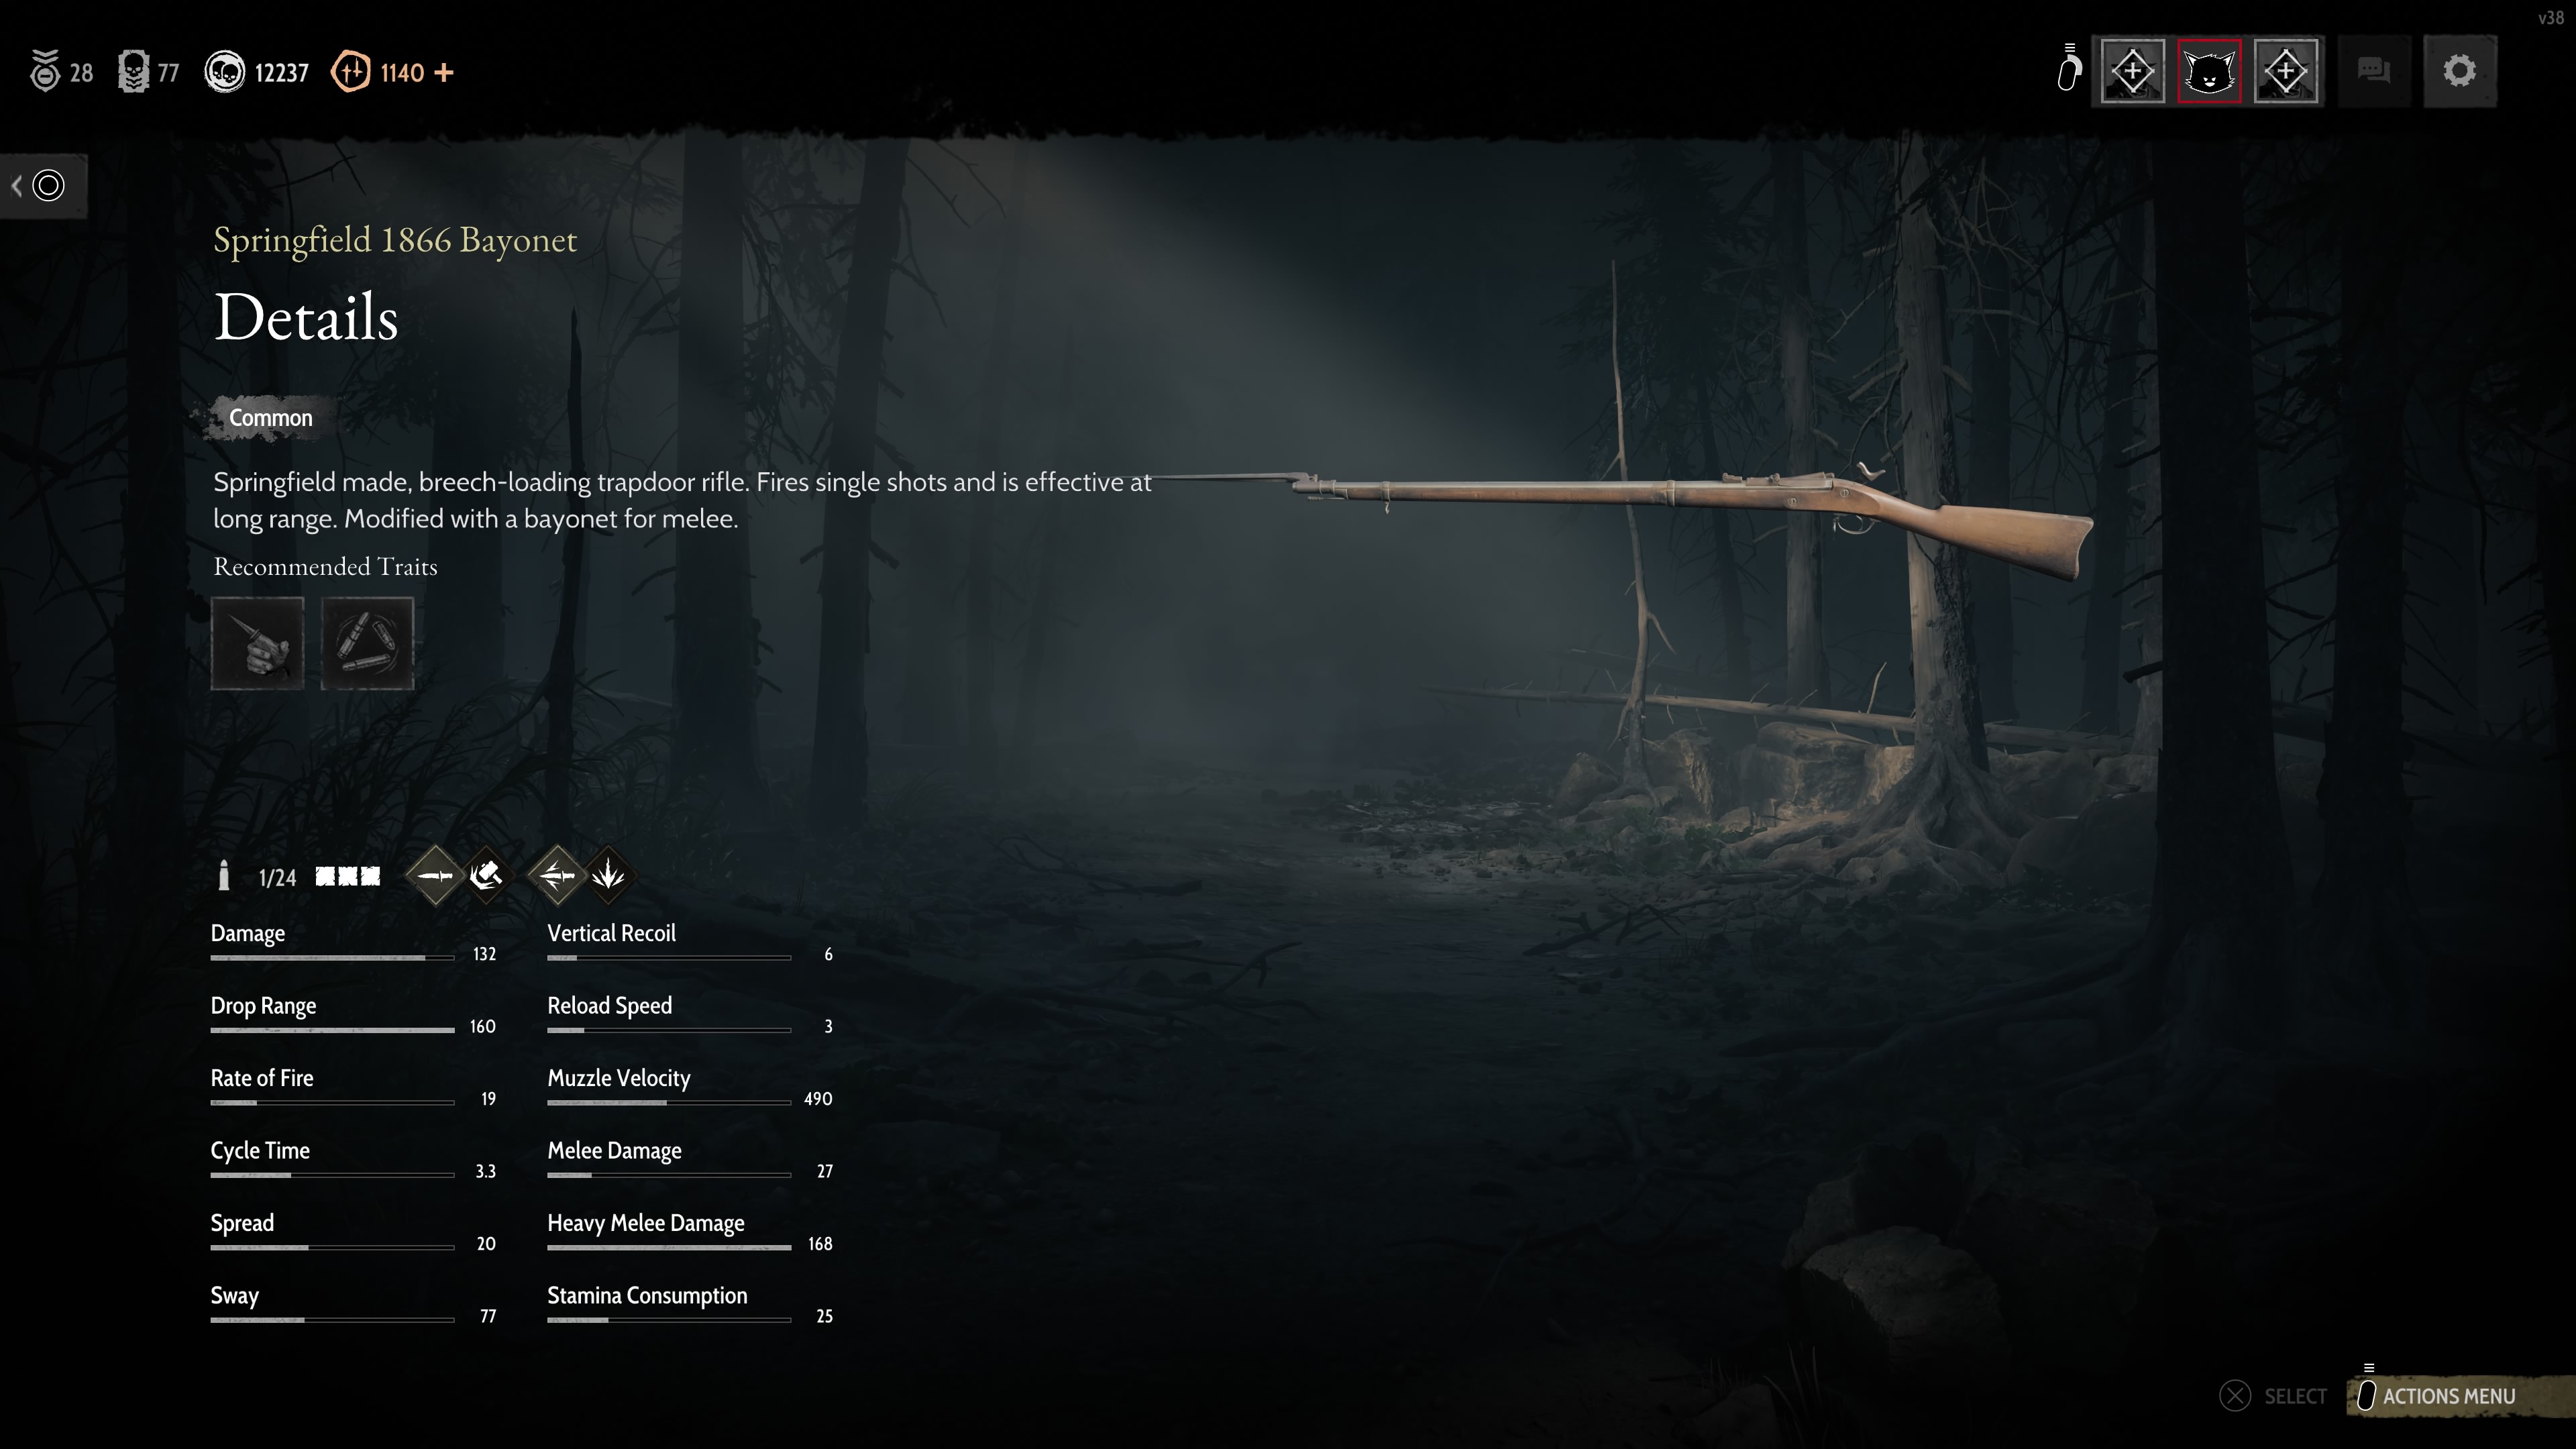 v38
28 77 12237 1140 +
Springfield 1866 Bayonet
Details
Common
Springfield made, breech-loading trapdoor rifle. Fires single shots and is effective at
long range. Modified with a bayonet for melee.
Recommended Traits
1/24
Damage 132
Vertical Recoil 6
Drop Range 160
Reload Speed 3
Rate of Fire 19
Muzzle Velocity 490
Cycle Time 3.3
Melee Damage 27
Spread 20
Heavy Melee Damage 168
Sway 77
Stamina Consumption 25
SELECT
ACTIONS MENU